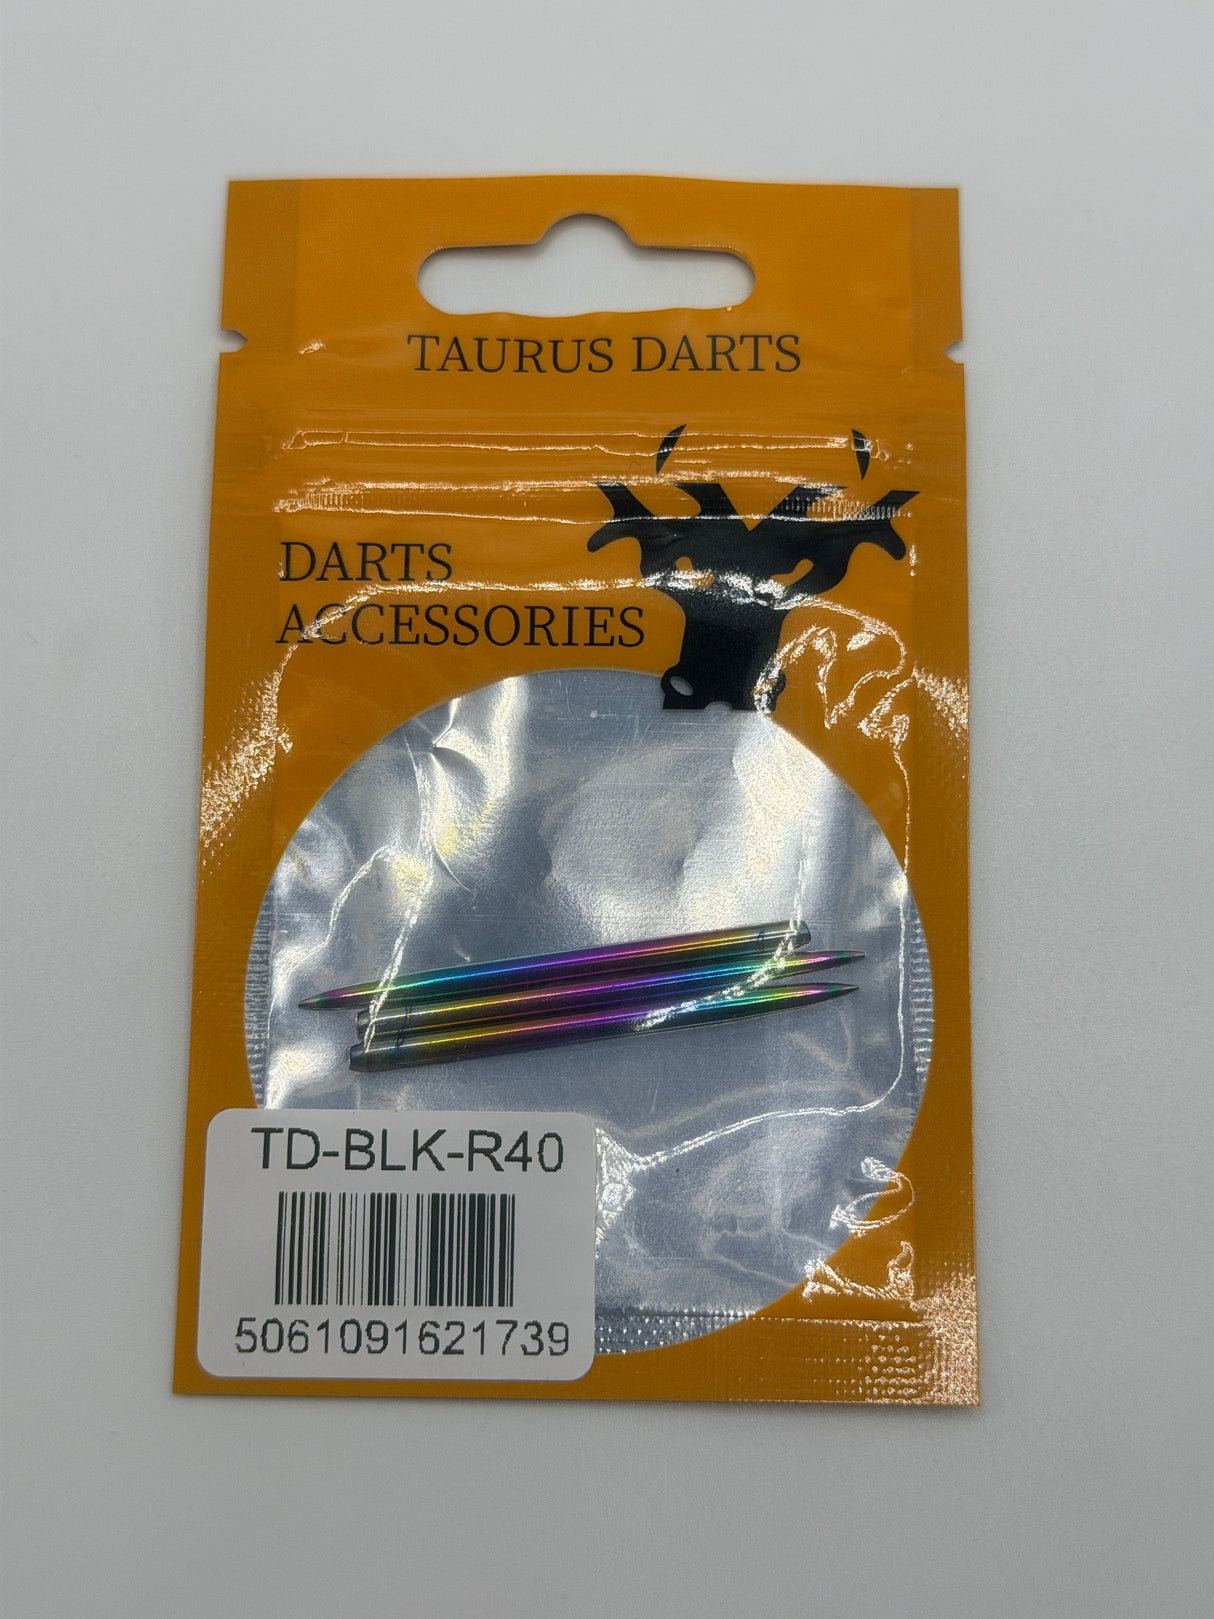 TAURUS DARTS
DARTS
ACCESSORIES
TD-BLK-R40
5061091621739